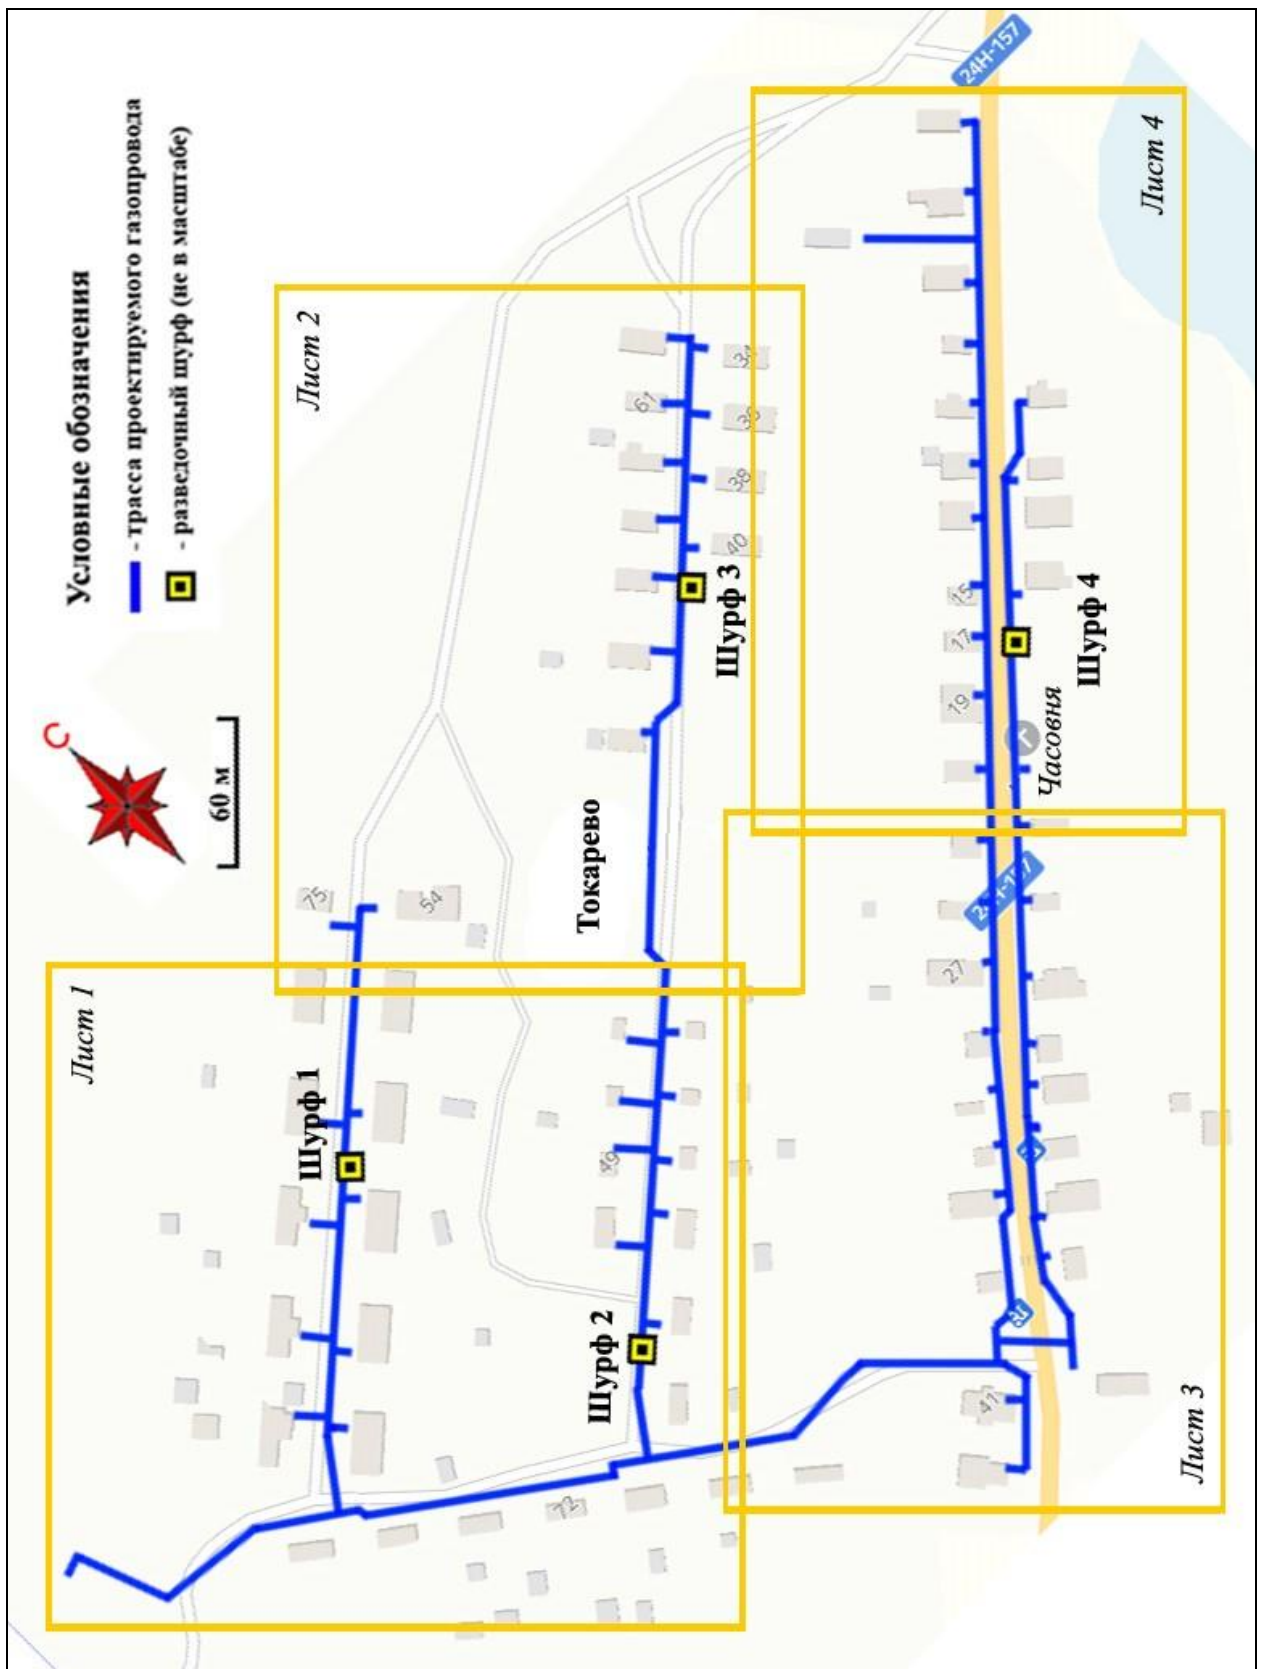 Условные обозначения
- трасса проектируемого газопровода
- разведочный шурф (не в масштабе)
С
60 м
Лист 1
Лист 2
Лист 3
Лист 4
Шурф 1
Шурф 2
Шурф 3
Шурф 4
Токарево
Часовня
24Н-157
75
54
61
38
40
15
17
19
27
49
72
47